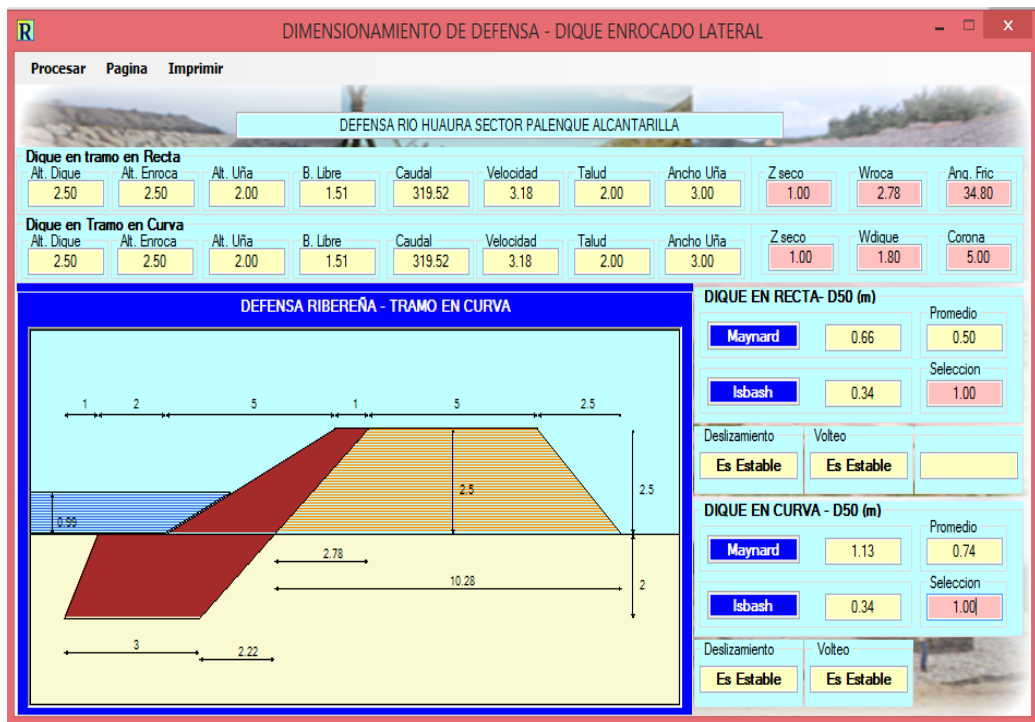 R
DIMENSIONAMIENTO DE DEFENSA - DIQUE ENROCADO LATERAL
x
Procesar Pagina Imprimir
DEFENSA RIO HUAURA SECTOR PALENQUE ALCANTARILLA
Dique en tramo en Recta
Alt. Dique Alt. Enroca Alt. Uña B. Libre Caudal Velocidad Talud Ancho Uña Z seco Wroca Ang. Fric
2.50 2.50 2.00 1.51 319.52 3.18 2.00 3.00 1.00 2.78 34.80
Dique en Tramo en Curva
Alt. Dique Alt. Enroca Alt. Uña B. Libre Caudal Velocidad Talud Ancho Uña Z seco Wdique Corona
2.50 2.50 2.00 1.51 319.52 3.18 2.00 3.00 1.00 1.80 5.00
DEFENSA RIBEREÑA - TRAMO EN CURVA
1 2 5 1 5 2.5
2.5 2.5
0.99
2.78
10.28 2
3 2.22
DIQUE EN RECTA- D50 (m)
Promedio
Maynard 0.66 0.50
Seleccion
Isbash 0.34 1.00
Deslizamiento Volteo
Es Estable Es Estable
DIQUE EN CURVA - D50 (m)
Promedio
Maynard 1.13 0.74
Seleccion
Isbash 0.34 1.00
Deslizamiento Volteo
Es Estable Es Estable